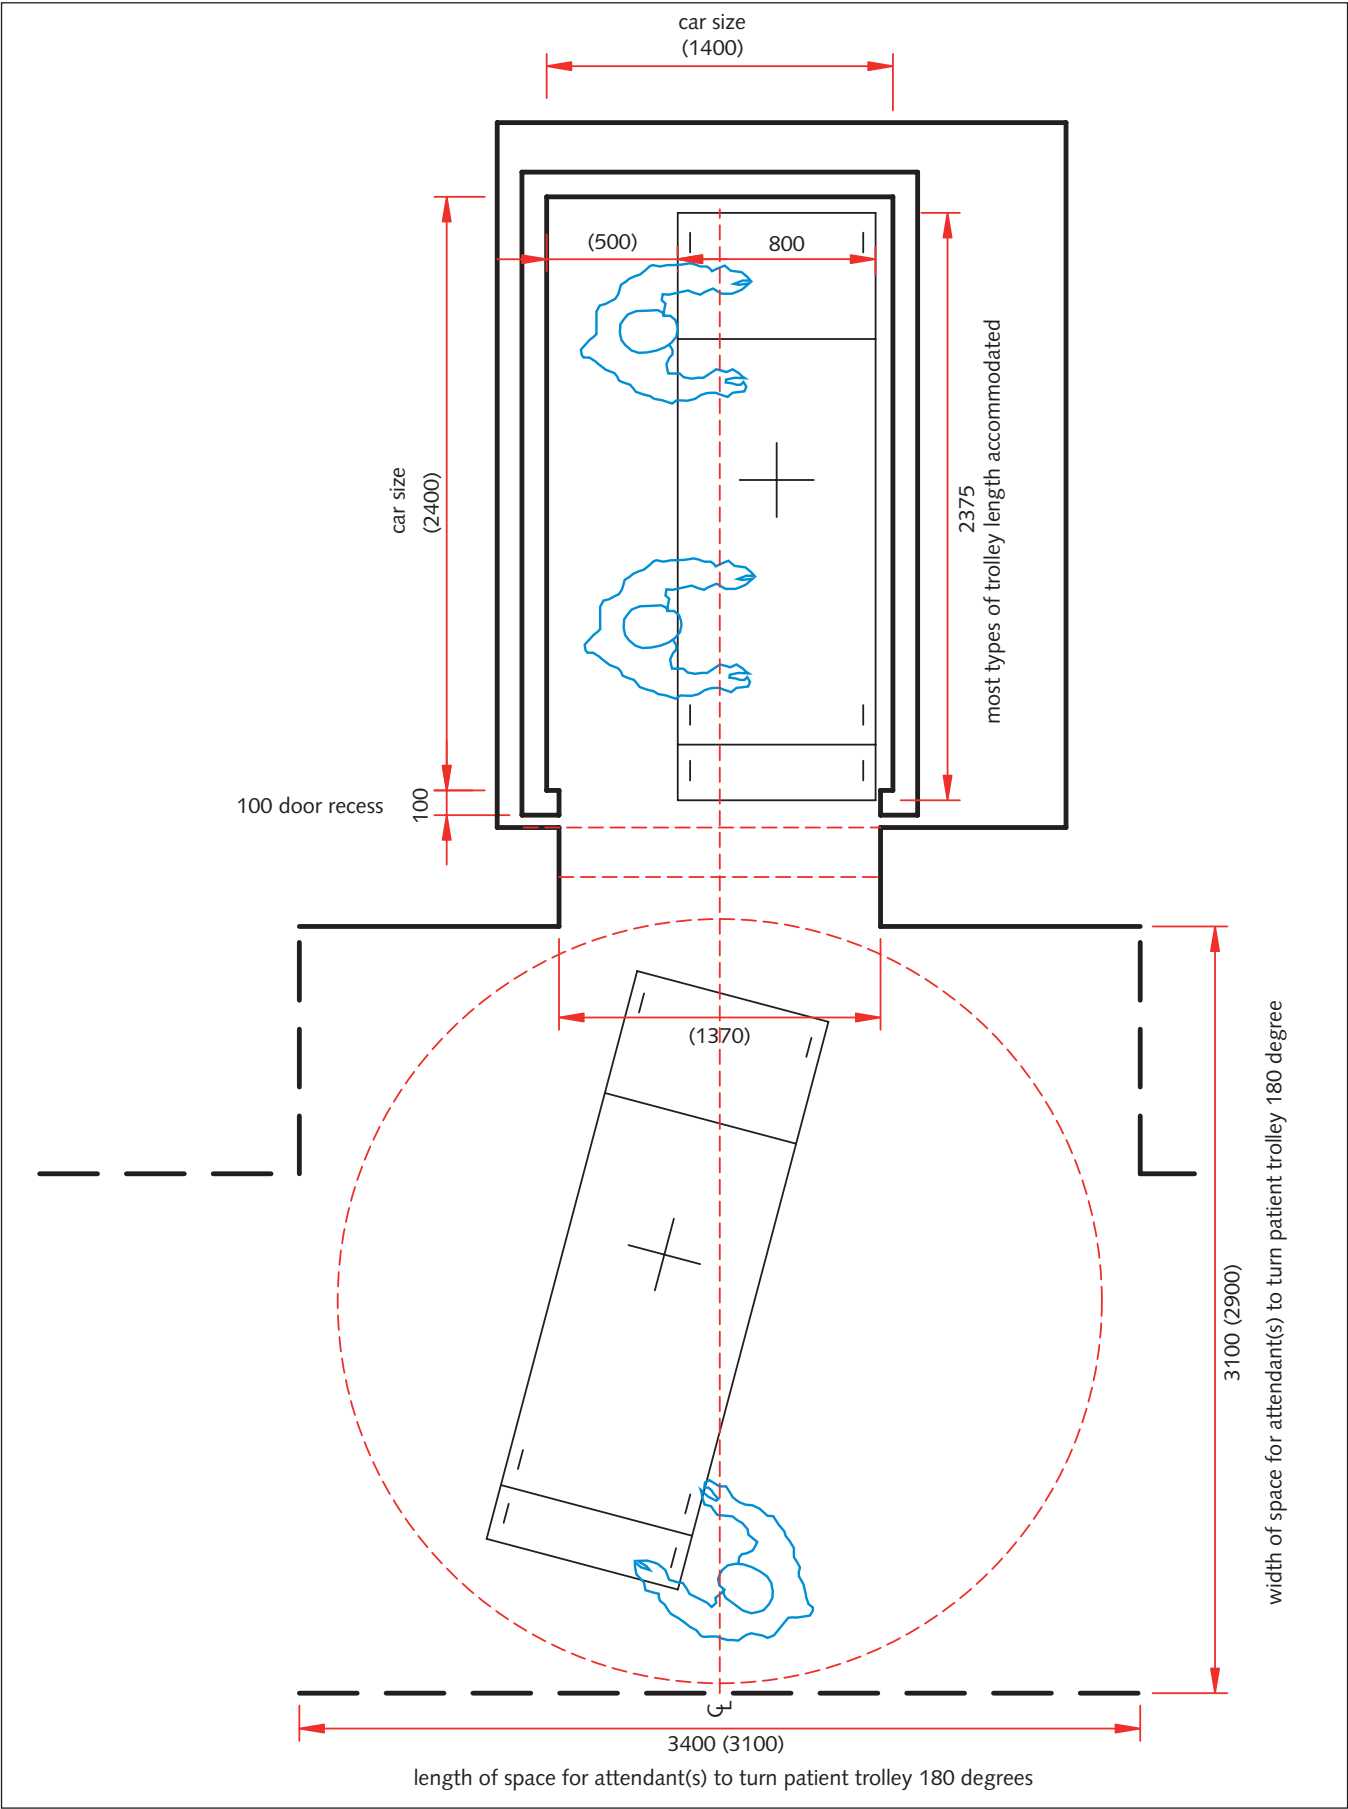 car size
(1400)
(500)
800
car size
(2400)
2375
most types of trolley length accommodated
100 door recess
100
(1370)
3100 (2900)
width of space for attendant(s) to turn patient trolley 180 degree
℄
3400 (3100)
length of space for attendant(s) to turn patient trolley 180 degrees